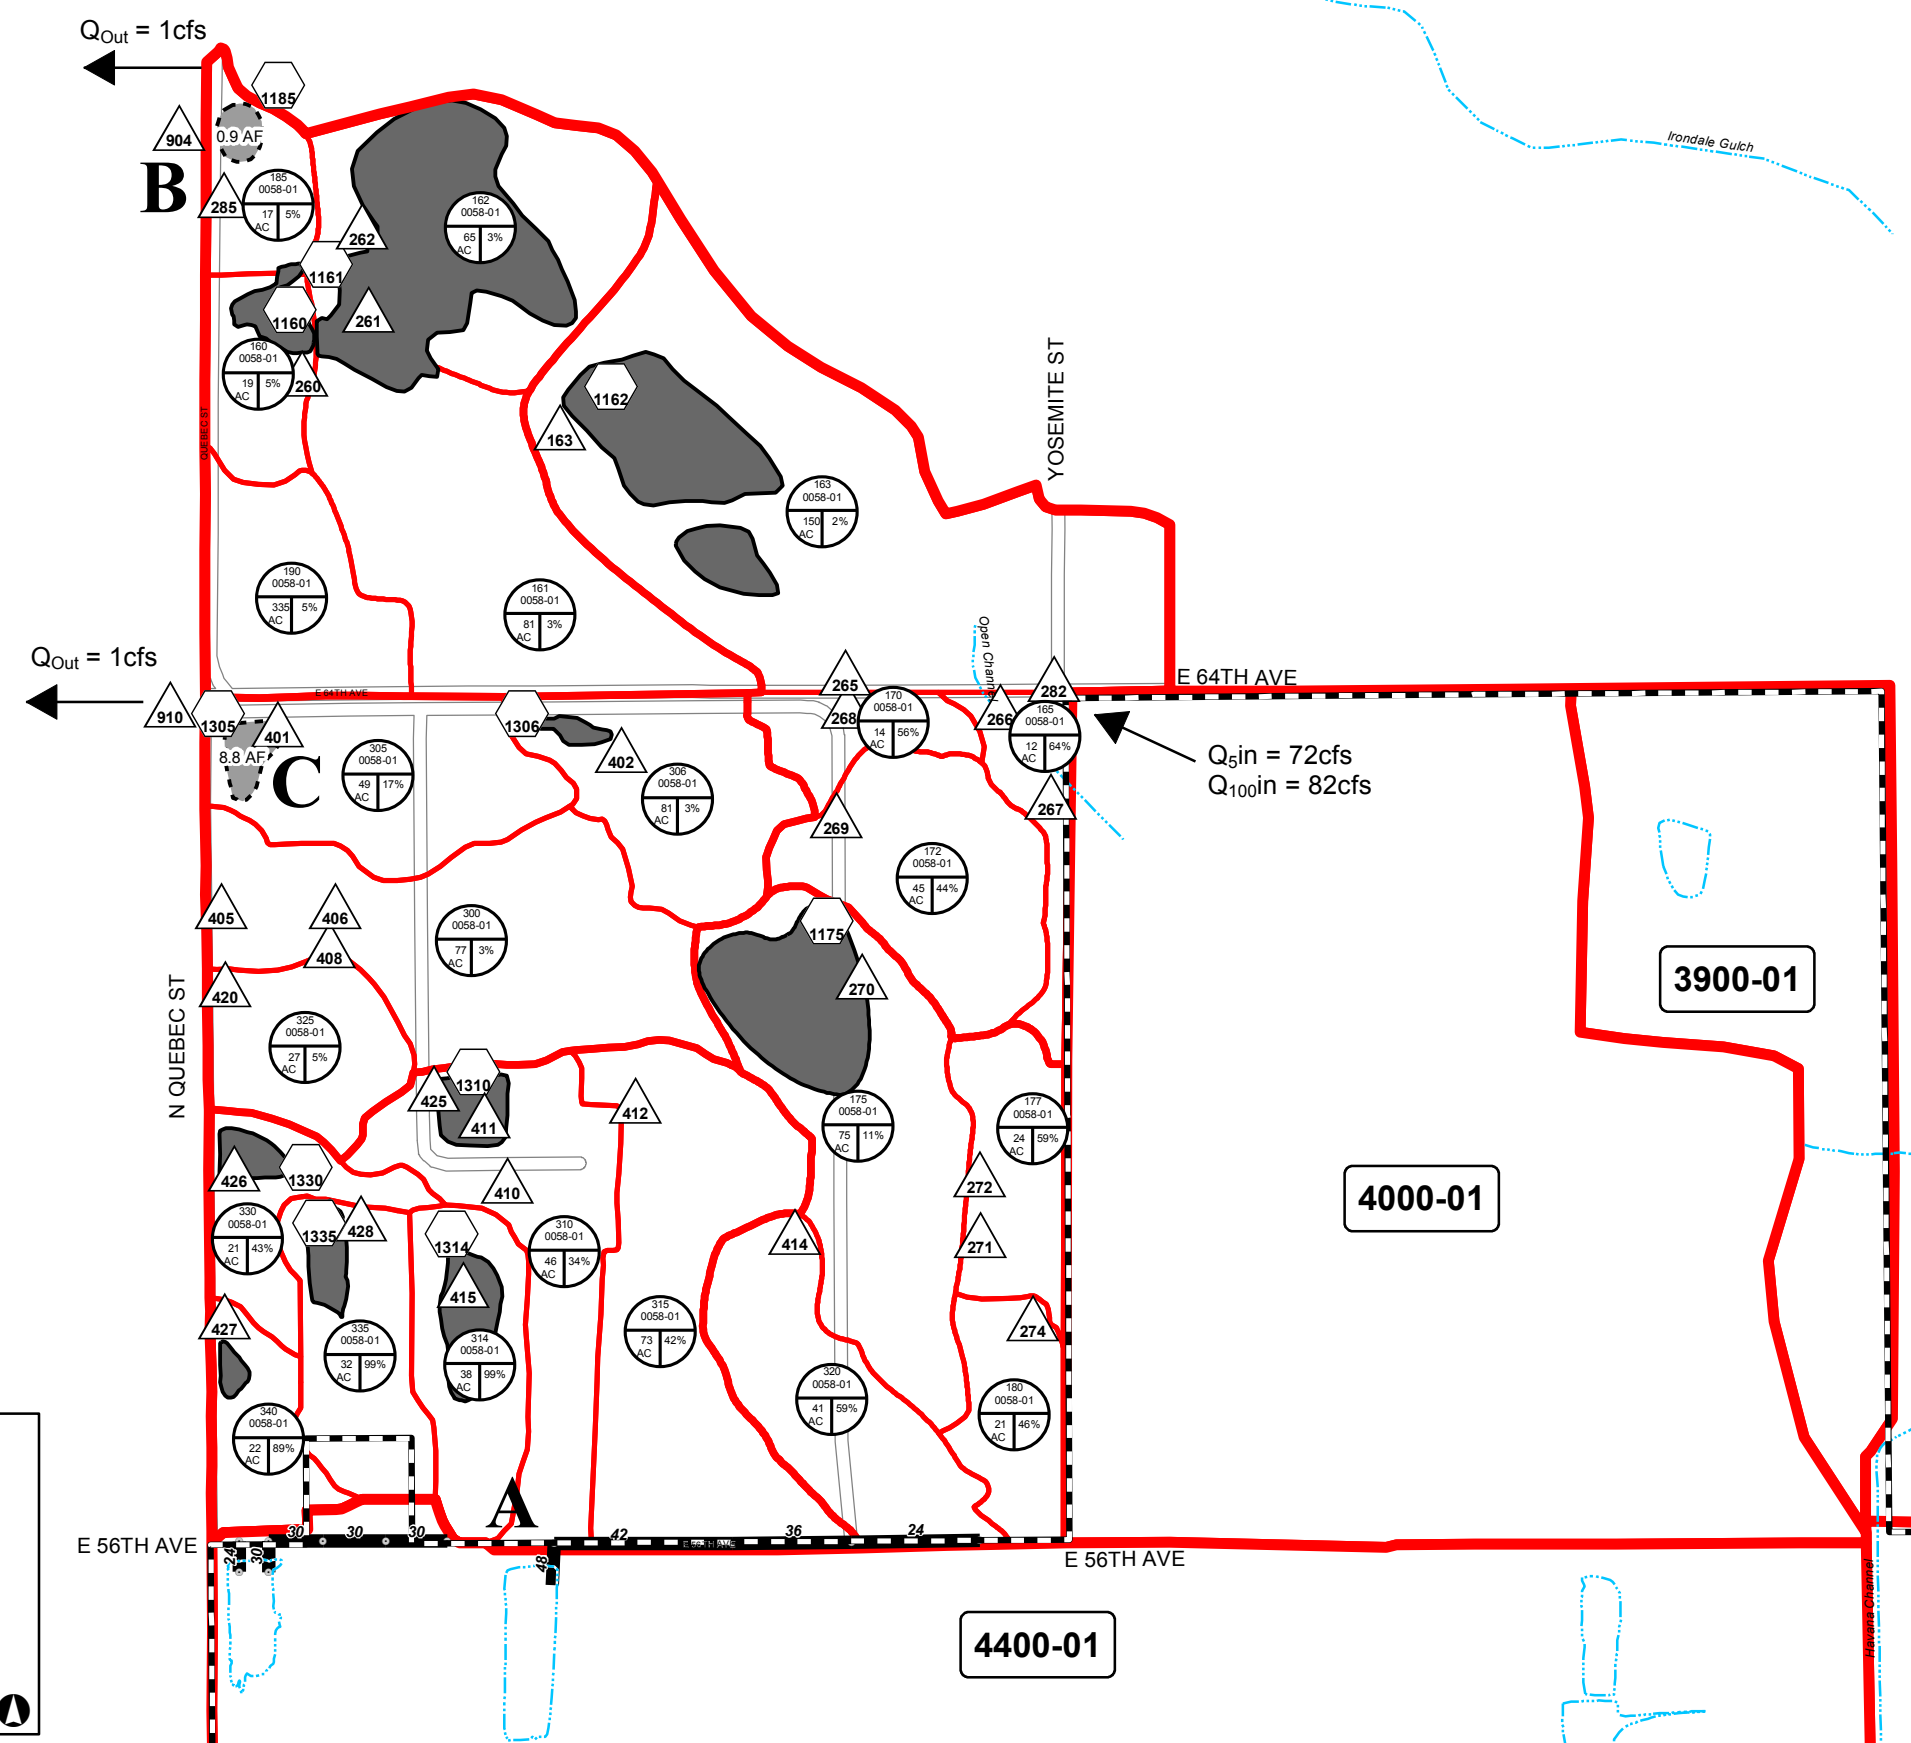 Q Out = 1cfs
1185
904
0.9 AF
B
285
185
0058-01
17 5%
AC
262
162
0058-01
65 3%
AC
1161
1160
261
160
0058-01
19 5%
AC
260
1162
163
QUEBEC ST
YOSEMITE ST
Irondale Gulch
163
0058-01
150 2%
AC
190
0058-01
335 5%
AC
161
0058-01
81 3%
AC
Open Channel
Q Out = 1cfs
910
1305
E 64TH AVE
401
8.8 AF
C
305
0058-01
49 17%
AC
1306
402
306
0058-01
81 3%
AC
265
268
170
0058-01
14 56%
AC
266
282
E 64TH AVE
165
0058-01
12 64%
AC
Q5in = 72cfs
Q100in = 82cfs
267
269
172
0058-01
45 44%
AC
405
406
408
300
0058-01
77 3%
AC
1175
270
420
N QUEBEC ST
325
0058-01
27 5%
AC
3900-01
1310
425
411
412
175
0058-01
75 11%
AC
177
0058-01
24 59%
AC
426
1330
410
272
4000-01
330
0058-01
21 43%
AC
1335
428
1314
415
310
0058-01
46 34%
AC
414
271
427
335
0058-01
32 99%
AC
314
0058-01
38 99%
AC
315
0058-01
73 42%
AC
274
320
0058-01
41 59%
AC
180
0058-01
21 46%
AC
340
0058-01
22 89%
AC
A
E 56TH AVE
30 30 30
42 36 24
E 56TH AVE
24 30
48
E 56TH AVE
4400-01
Havana Channel